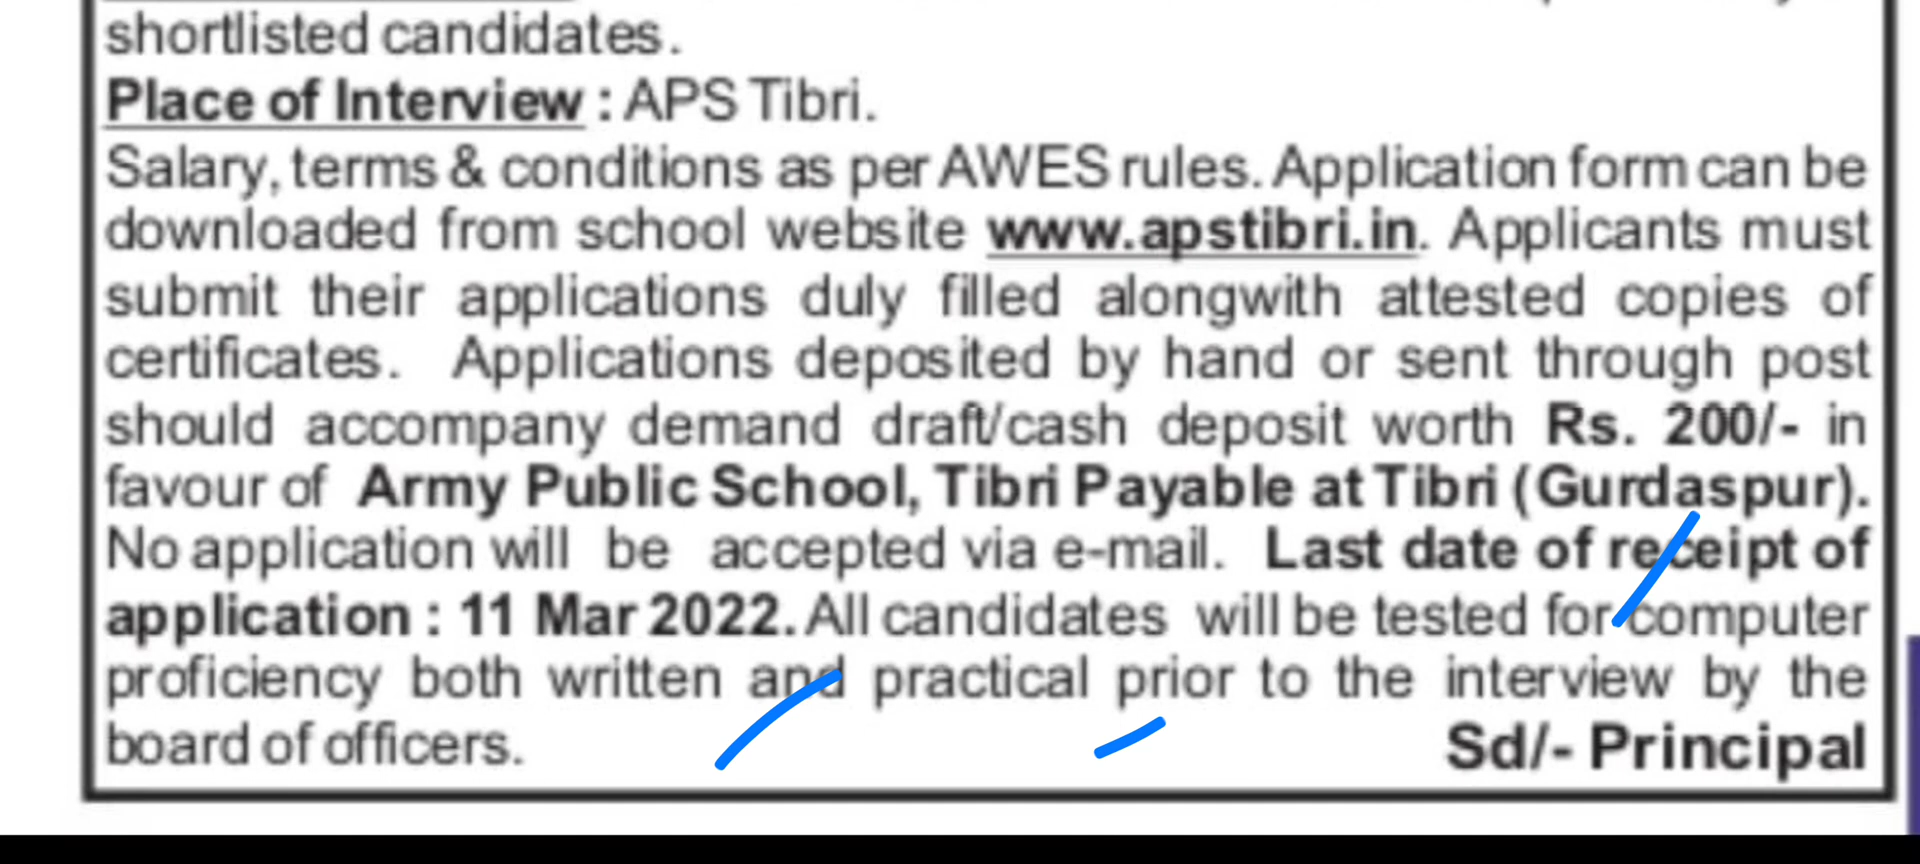 shortlisted candidates.
Place of Interview : APS Tibri.
Salary, terms & conditions as per AWES rules. Application form can be
downloaded from school website www.apstibri.in. Applicants must
submit their applications duly filled alongwith attested copies of
certificates. Applications deposited by hand or sent through post
should accompany demand draft/cash deposit worth Rs. 200/- in
favour of Army Public School, Tibri Payable at Tibri (Gurdaspur).
No application will be accepted via e-mail. Last date of receipt of
application : 11 Mar 2022. All candidates will be tested for computer
proficiency both written and practical prior to the interview by the
board of officers.
Sd/- Principal